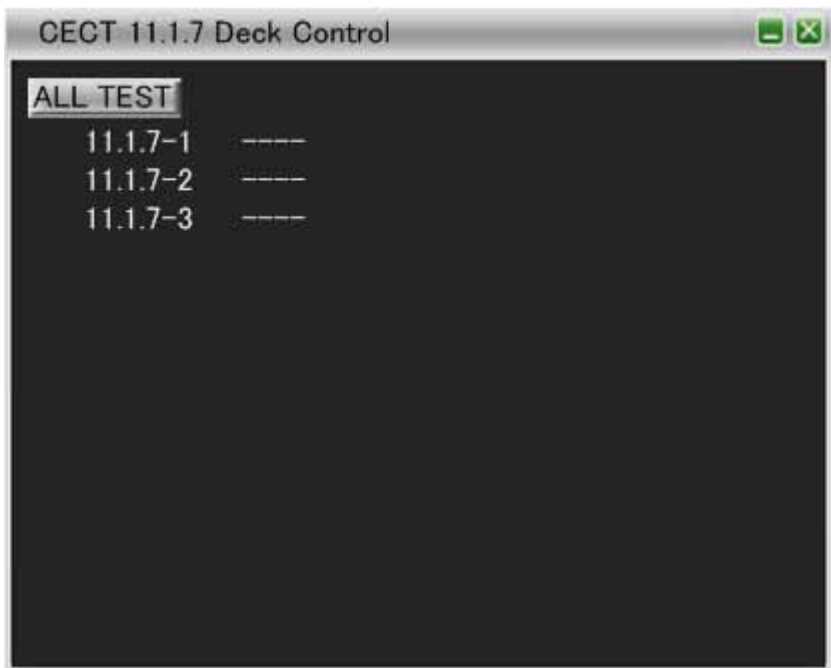 CECT 11.1.7 Deck Control
ALL TEST
11.1.7-1 ----
11.1.7-2 ----
11.1.7-3 ----